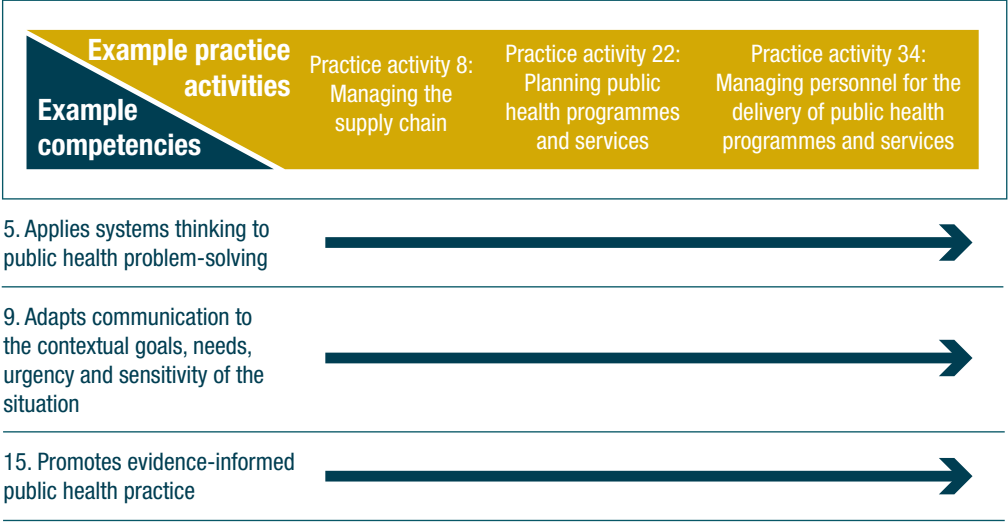 Example practice
activities
Example
competencies
Practice activity 8:
Managing the
supply chain
Practice activity 22:
Planning public
health programmes
and services
Practice activity 34:
Managing personnel for the
delivery of public health
programmes and services
5. Applies systems thinking to
public health problem-solving
9. Adapts communication to
the contextual goals, needs,
urgency and sensitivity of the
situation
15. Promotes evidence-informed
public health practice